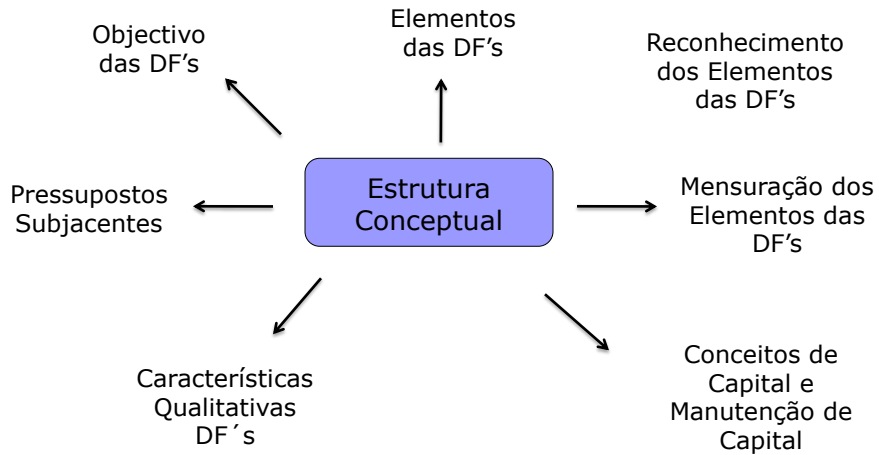 Objectivo
das DF’s
Elementos
das DF’s
Reconhecimento
dos Elementos
das DF’s
Pressupostos
Subjacentes
Estrutura
Conceptual
Mensuração dos
Elementos das
DF’s
Características
Qualitativas
DF´s
Conceitos de
Capital e
Manutenção de
Capital